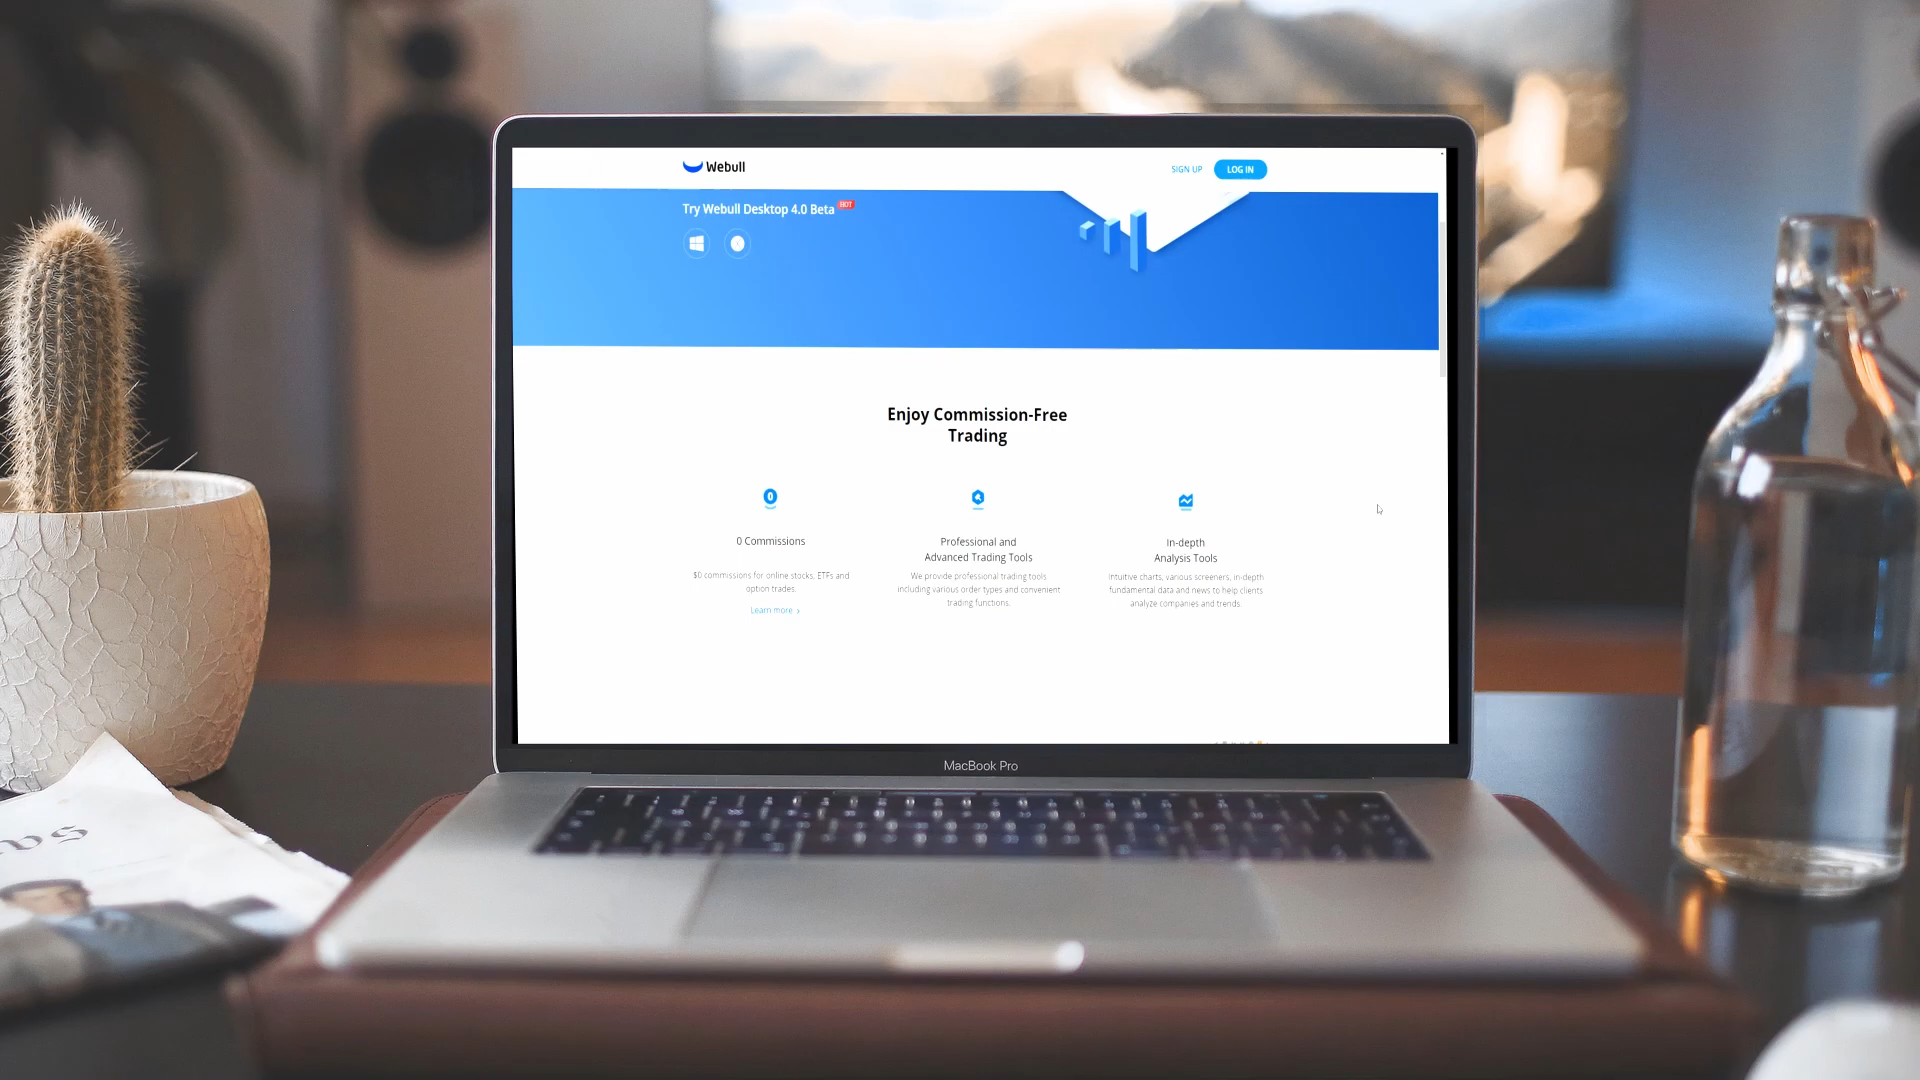 Webull
SIGN UP
LOG IN
Try Webull Desktop 4.0 Beta HOT
Enjoy Commission-Free
Trading
0 Commissions
$0 commissions for online stocks, ETFs and
option trades.
Learn more ›
Professional and
Advanced Trading Tools
We provide professional trading tools
including various order types and convenient
trading functions.
In-depth
Analysis Tools
Intuitive charts, various screeners, in-depth
fundamental data and news to help clients
analyze companies and trends.
MacBook Pro